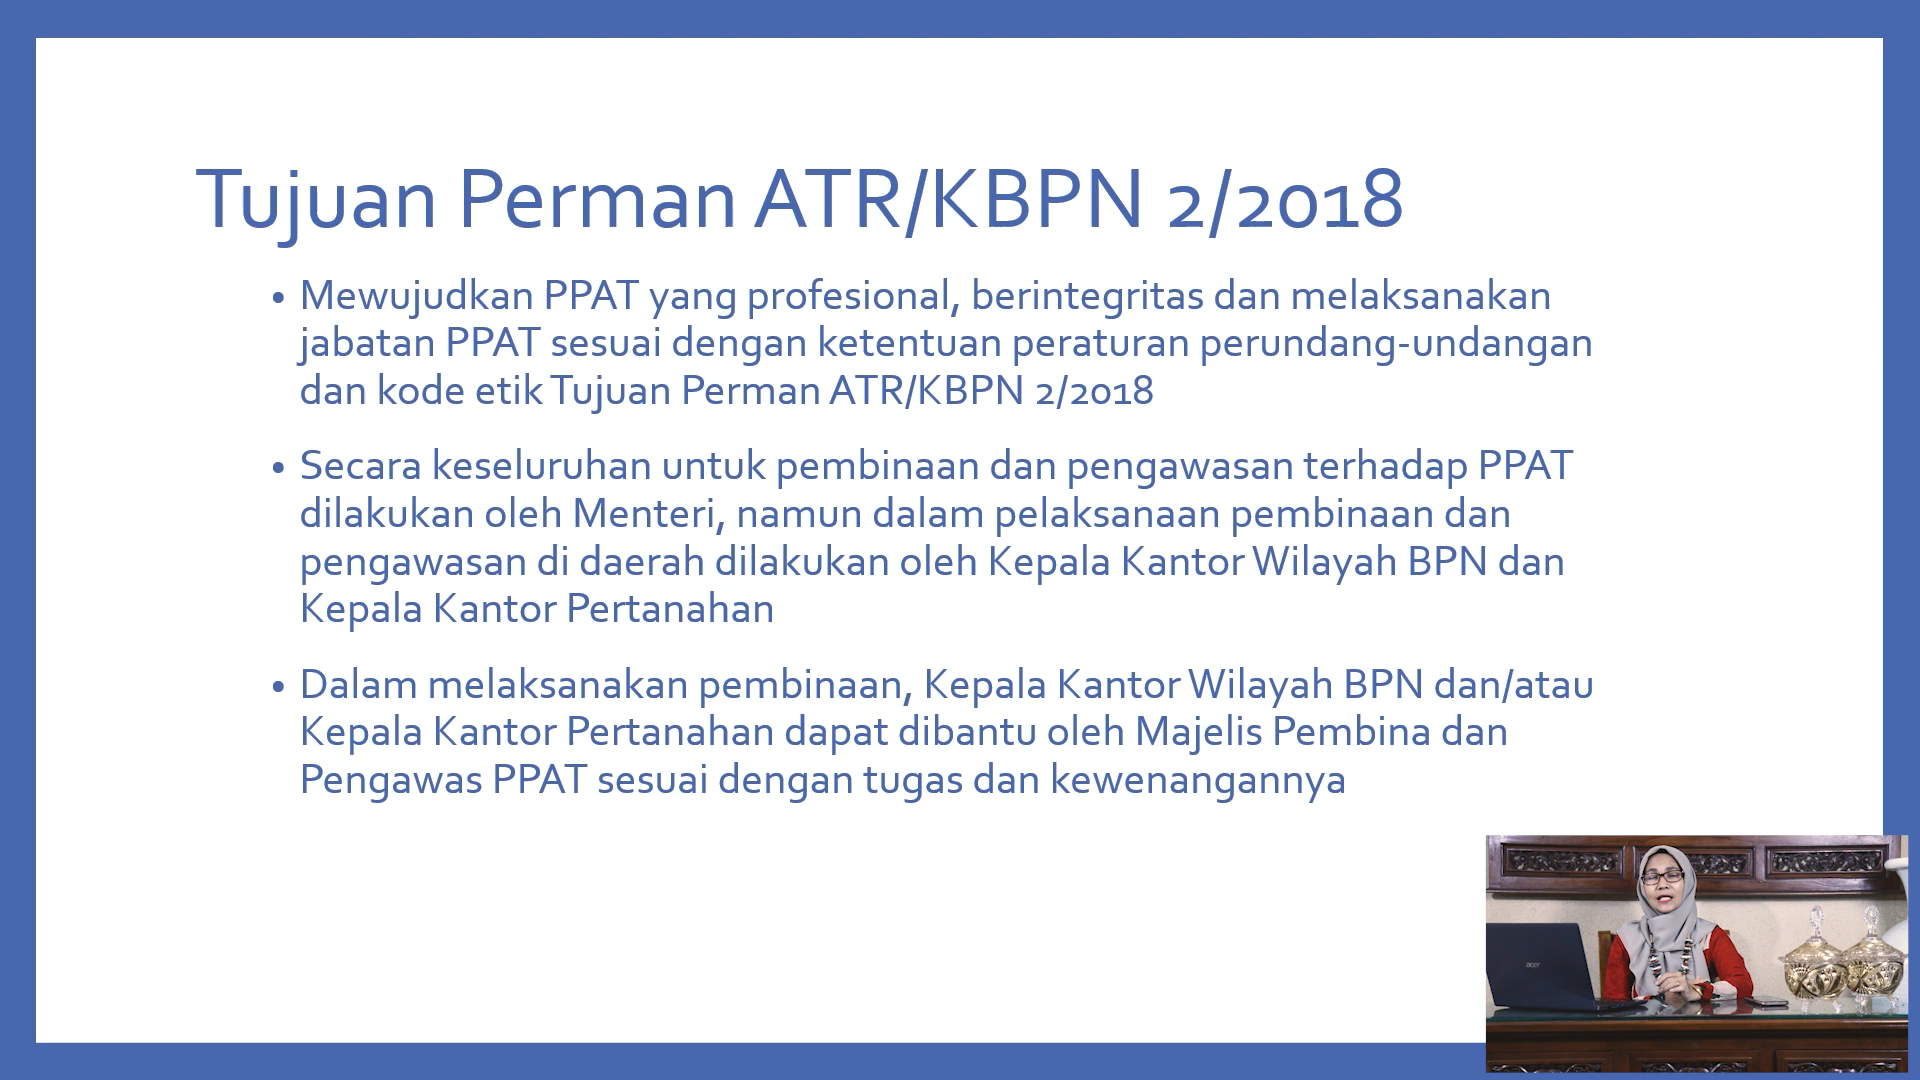 Tujuan Perman ATR/KBPN 2/2018
• Mewujudkan PPAT yang profesional, berintegritas dan melaksanakan
jabatan PPAT sesuai dengan ketentuan peraturan perundang-undangan
dan kode etik Tujuan Perman ATR/KBPN 2/2018
• Secara keseluruhan untuk pembinaan dan pengawasan terhadap PPAT
dilakukan oleh Menteri, namun dalam pelaksanaan pembinaan dan
pengawasan di daerah dilakukan oleh Kepala Kantor Wilayah BPN dan
Kepala Kantor Pertanahan
• Dalam melaksanakan pembinaan, Kepala Kantor Wilayah BPN dan/atau
Kepala Kantor Pertanahan dapat dibantu oleh Majelis Pembina dan
Pengawas PPAT sesuai dengan tugas dan kewenangannya
acer